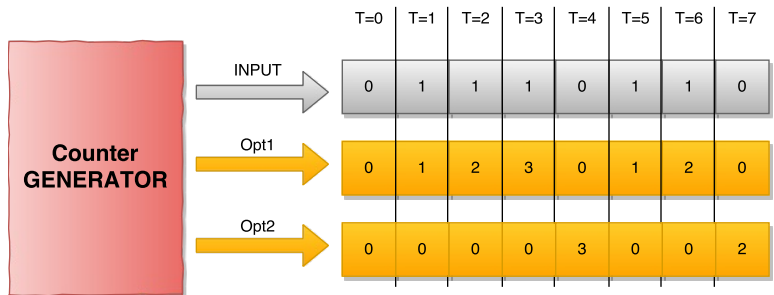 T=0 T=1 T=2 T=3 T=4 T=5 T=6 T=7
INPUT
0 1 1 1 0 1 1 0
Counter
GENERATOR
Opt1
0 1 2 3 0 1 2 0
Opt2
0 0 0 0 3 0 0 2